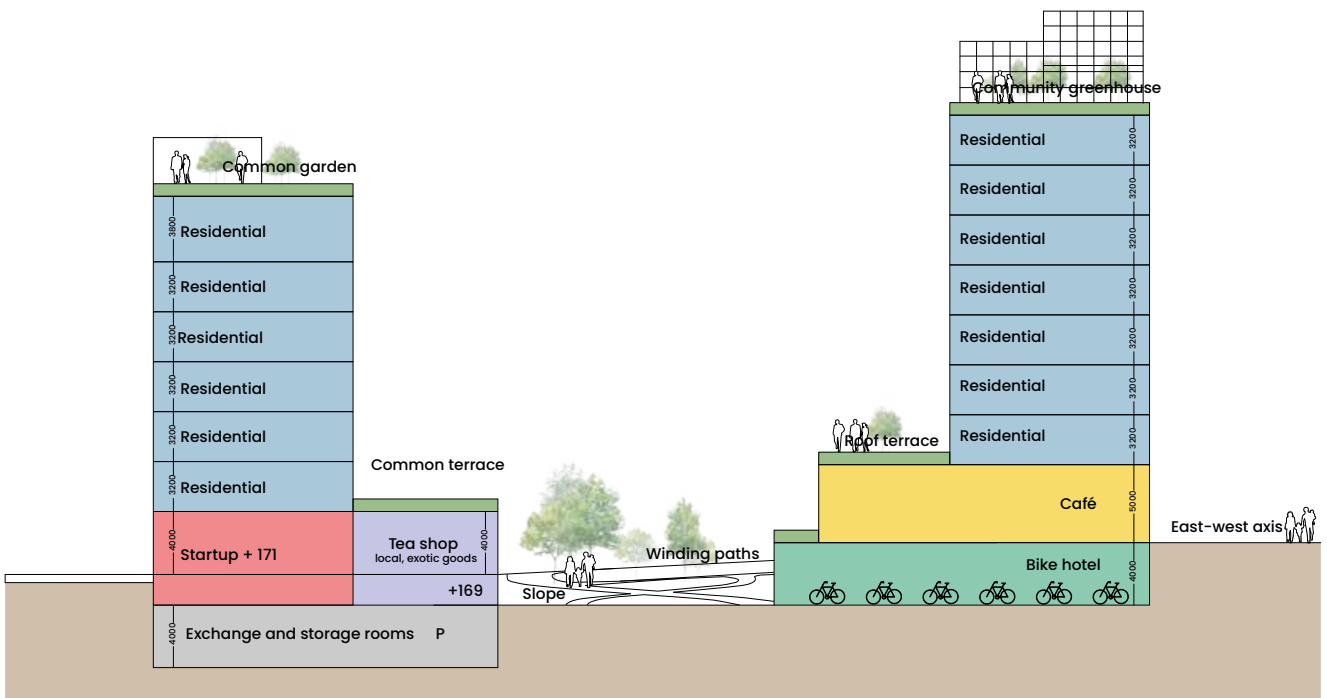 Community greenhouse
Residential
3200
Residential
3200
Residential
3200
Residential
3200
Residential
3200
Residential
3200
Residential
3200
Roof terrace
Café
5000
Bike hotel
4000
East-west axis
Common garden
3800
Residential
3200
Residential
3200
Residential
3200
Residential
3200
Residential
3200
Residential
Common terrace
4000
Startup + 171
Tea shop
local, exotic goods
4000
+169
Winding paths
Slope
4000
Exchange and storage rooms P